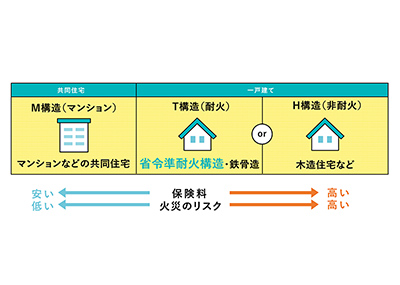 共同住宅
一戸建て
M構造（マンション）
T構造（耐火）
H構造（非耐火）
or
マンションなどの共同住宅
省令準耐火構造・鉄骨造
木造住宅など
安い 保険料 高い
低い 火災のリスク 高い